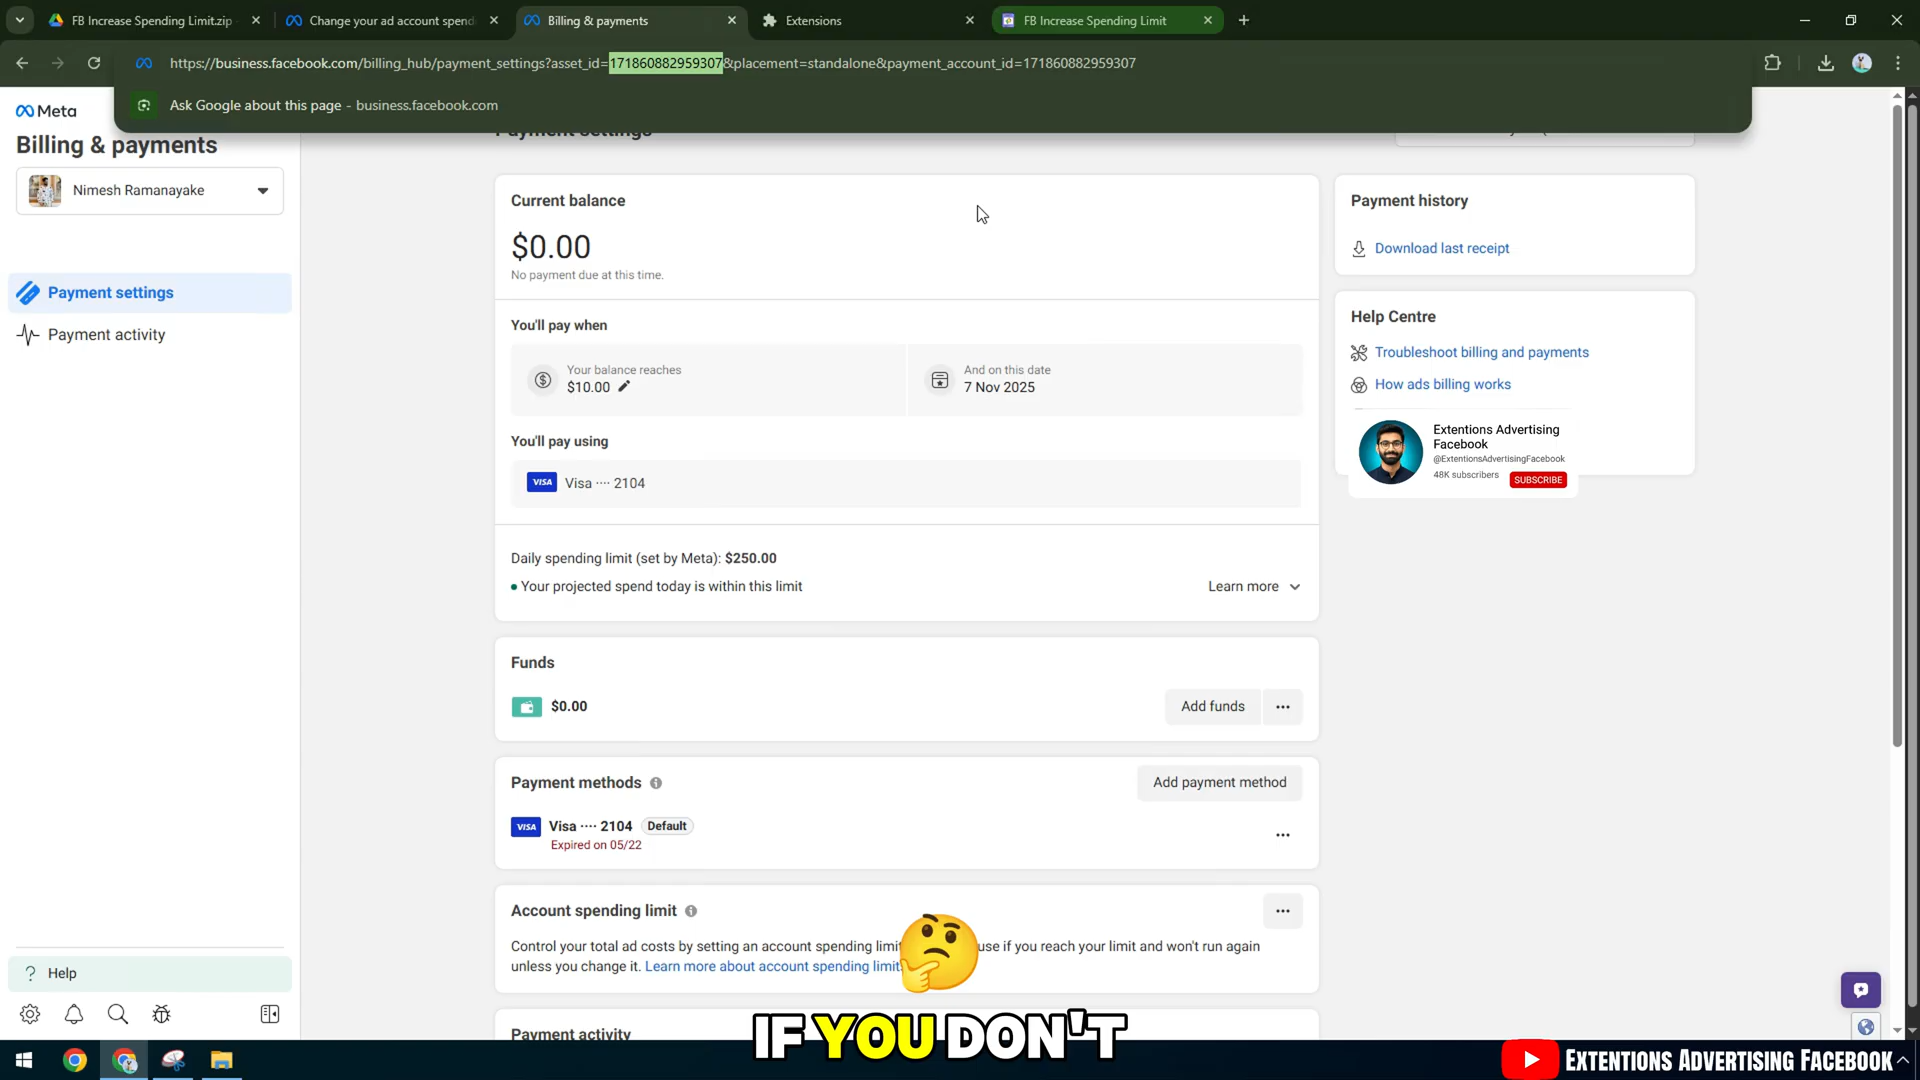 FB Increase Spending Limit.zip
Change your ad account spend
Billing & payments
Extensions
FB Increase Spending Limit
https://business.facebook.com/billing_hub/payment_settings?asset_id=171860882959307&placement=standalone&payment_account_id=171860882959307
Ask Google about this page - business.facebook.com
Meta
Billing & payments
Nimesh Ramanayake
Payment settings
Payment activity
Help
Payment settings
Current balance
$0.00
No payment due at this time.
You'll pay when
Your balance reaches
$10.00
And on this date
7 Nov 2025
You'll pay using
VISA Visa ···· 2104
Daily spending limit (set by Meta): $250.00
Your projected spend today is within this limit
Learn more
Funds
$0.00
Add funds
Payment methods
Add payment method
VISA Visa ···· 2104 Default
Expired on 05/22
Account spending limit
Control your total ad costs by setting an account spending limit
use if you reach your limit and won't run again
unless you change it. Learn more about account spending limit
Payment activity
Payment history
Download last receipt
Help Centre
Troubleshoot billing and payments
How ads billing works
Extentions Advertising
Facebook
@ExtentionsAdvertisingFacebook
48K subscribers
SUBSCRIBE
IF YOU DON'T
EXTENTIONS ADVERTISING FACEBOOK